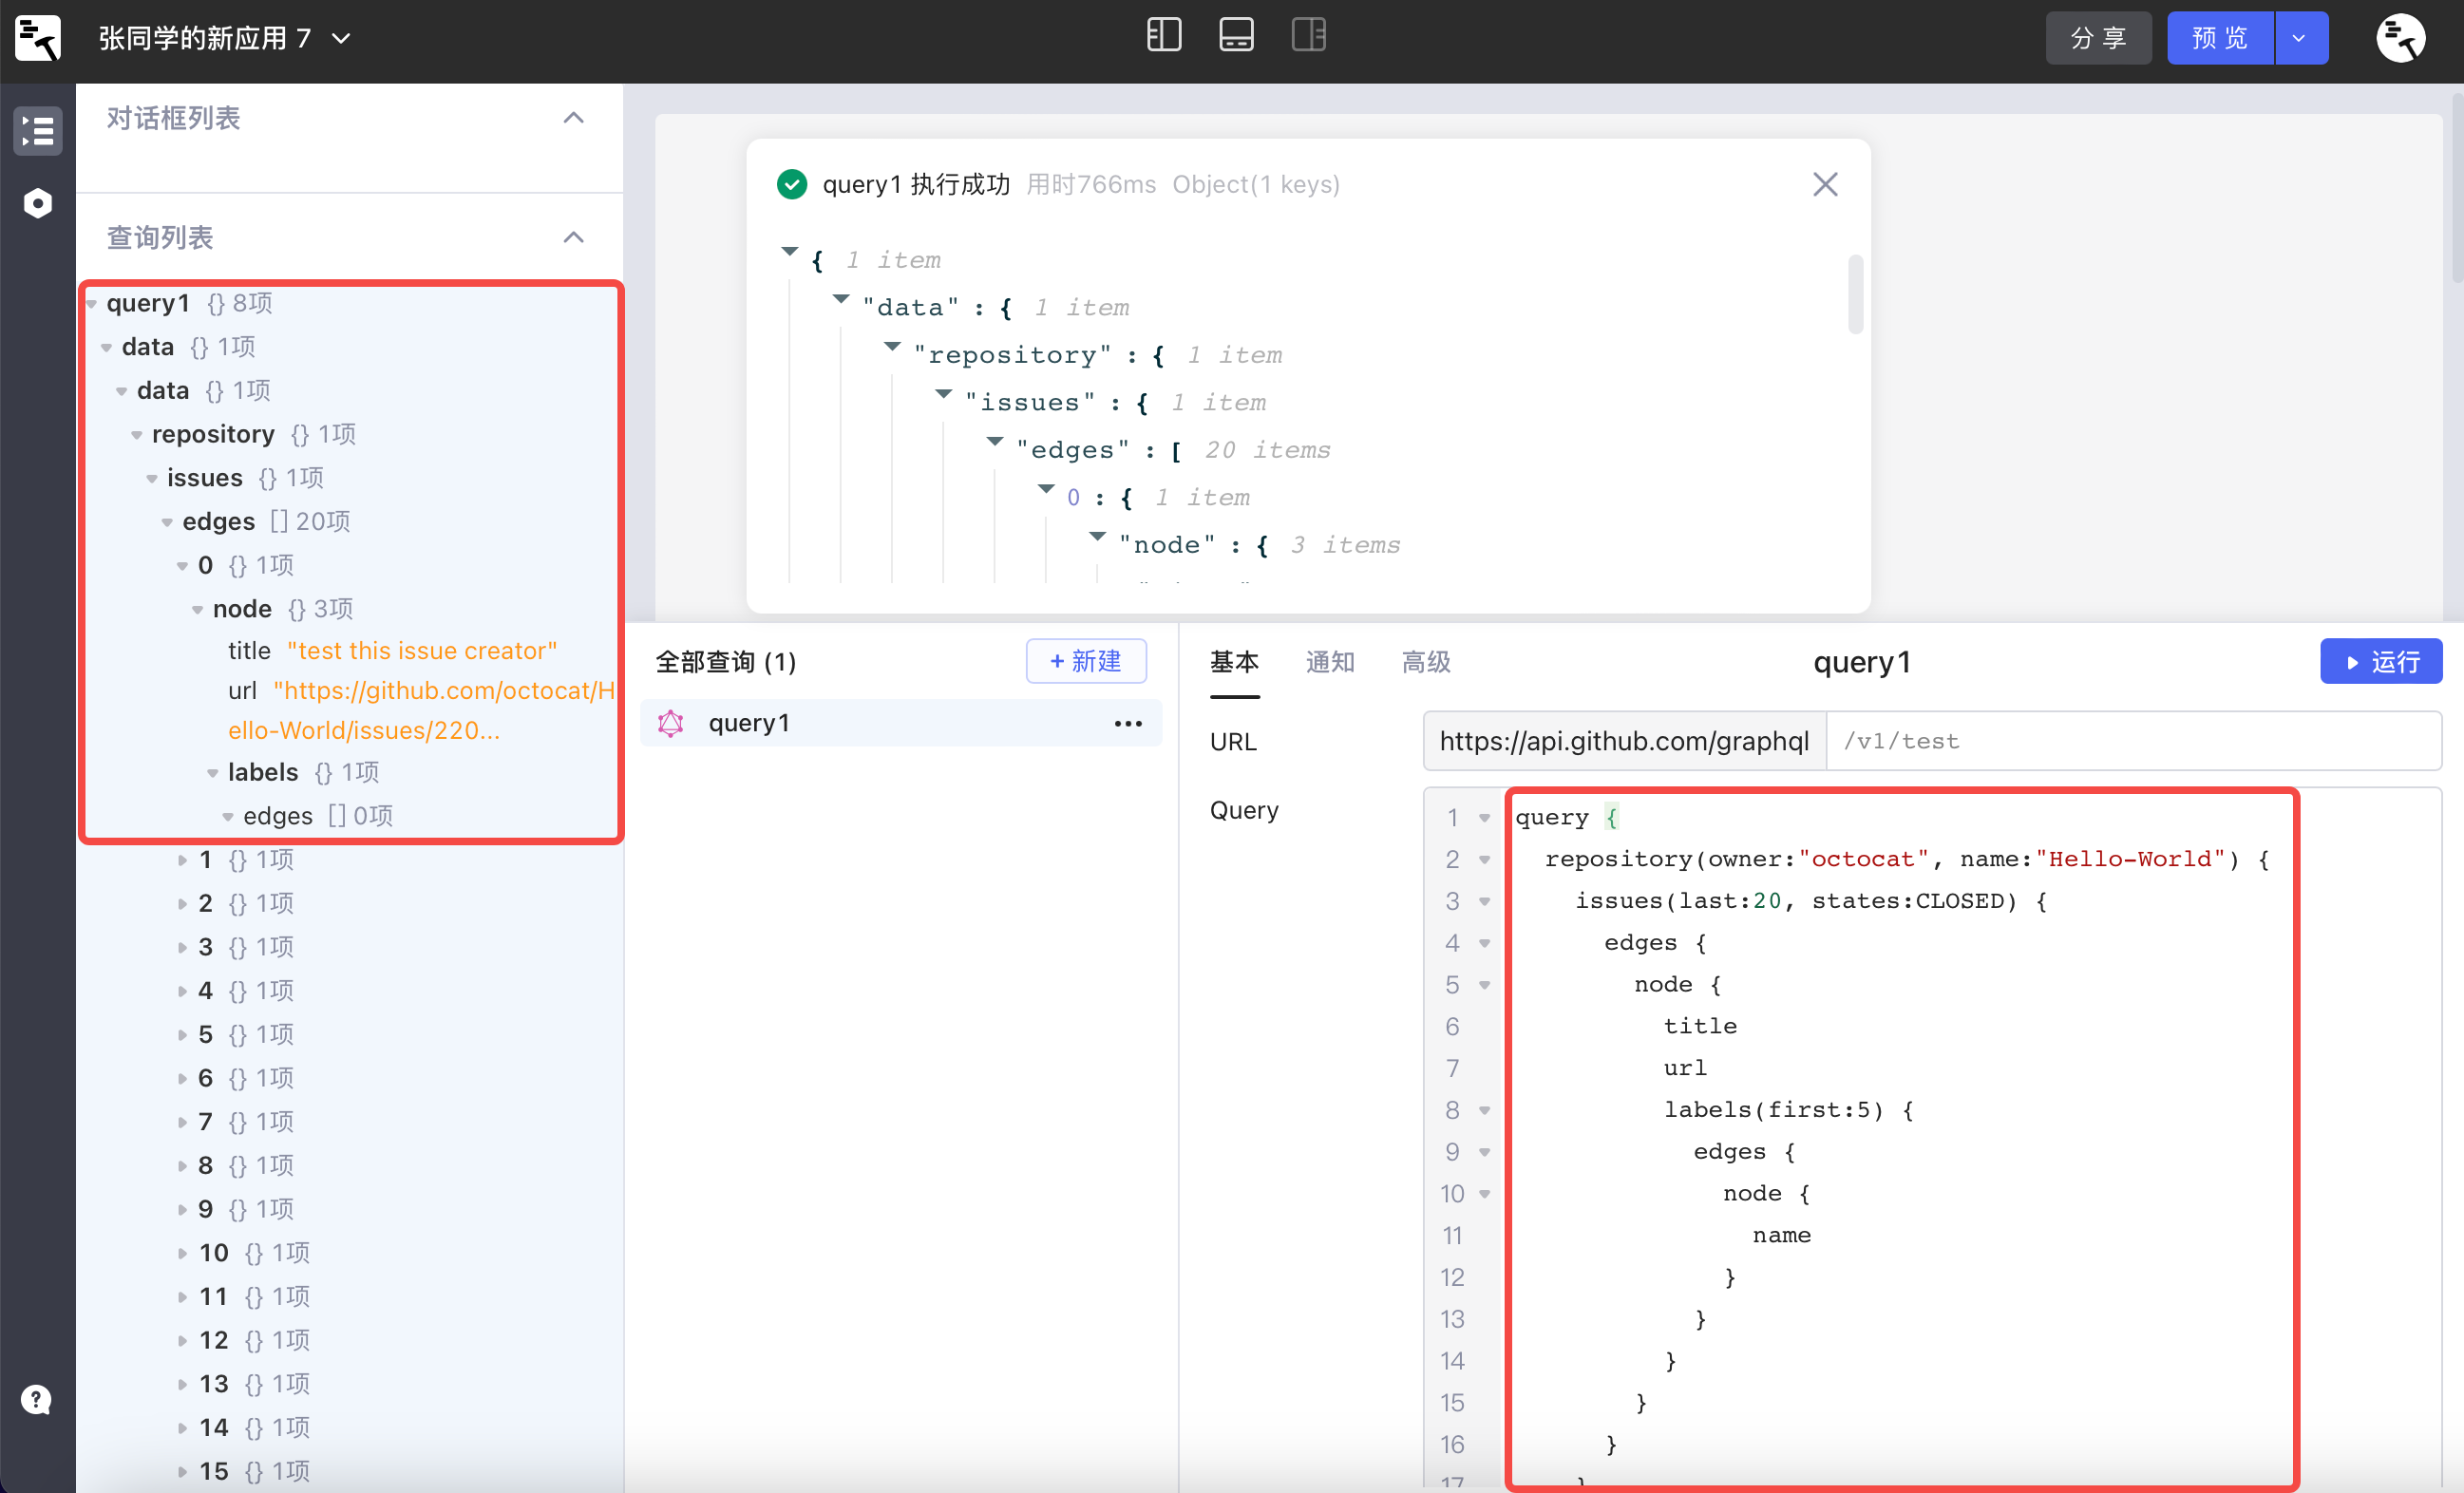 张同学的新应用 7
分享
预览
对话框列表
查询列表
query1 {} 8项
data {} 1项
data {} 1项
repository {} 1项
issues {} 1项
edges [] 20项
0 {} 1项
node {} 3项
title "test this issue creator"
url "https://github.com/octocat/H
ello-World/issues/220...
labels {} 1项
edges [] 0项
1 {} 1项
2 {} 1项
3 {} 1项
4 {} 1项
5 {} 1项
6 {} 1项
7 {} 1项
8 {} 1项
9 {} 1项
10 {} 1项
11 {} 1项
12 {} 1项
13 {} 1项
14 {} 1项
15 {} 1项
query1 执行成功 用时766ms Object(1 keys)
{ 1 item
"data" : { 1 item
"repository" : { 1 item
"issues" : { 1 item
"edges" : [ 20 items
0 : { 1 item
"node" : { 3 items
全部查询 (1)
+ 新建
query1
基本 通知 高级
query1
运行
URL
https://api.github.com/graphql
/v1/test
Query
1 query {
2 repository(owner:"octocat", name:"Hello-World") {
3 issues(last:20, states:CLOSED) {
4 edges {
5 node {
6 title
7 url
8 labels(first:5) {
9 edges {
10 node {
11 name
12 }
13 }
14 }
15 }
16 }
17 }